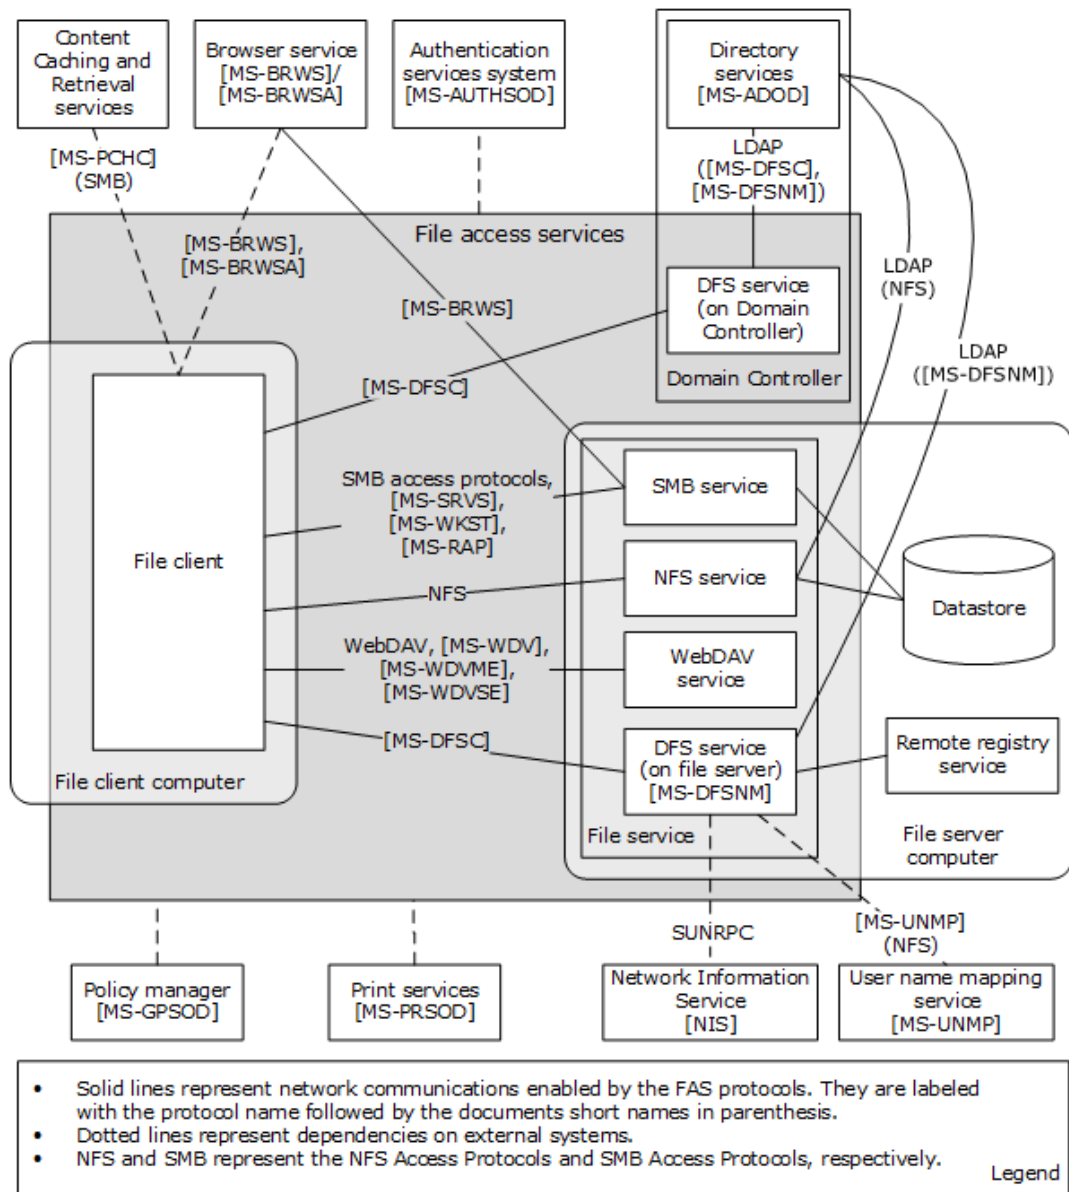 Content
Caching and
Retrieval
services
Browser service
[MS-BRWS]/
[MS-BRWSA]
Authentication
services system
[MS-AUTHSOD]
Directory
services
[MS-ADOD]
[MS-PCHC]
(SMB)
LDAP
([MS-DFSC],
[MS-DFSNM])
File access services
[MS-BRWS],
[MS-BRWSA]
[MS-BRWS]
DFS service
(on Domain
Controller)
Domain Controller
LDAP
(NFS)
LDAP
([MS-DFSNM])
[MS-DFSC]
SMB access protocols,
[MS-SRVS],
[MS-WKST],
[MS-RAP]
SMB service
File client
NFS
NFS service
Datastore
WebDAV, [MS-WDV],
[MS-WDVME],
[MS-WDVSE]
WebDAV
service
[MS-DFSC]
DFS service
(on file server)
[MS-DFSNM]
Remote registry
service
File client computer
File service
File server
computer
SUNRPC
[MS-UNMP]
(NFS)
Policy manager
[MS-GPSOD]
Print services
[MS-PRSOD]
Network Information
Service
[NIS]
User name mapping
service
[MS-UNMP]
• Solid lines represent network communications enabled by the FAS protocols. They are labeled
with the protocol name followed by the documents short names in parenthesis.
• Dotted lines represent dependencies on external systems.
• NFS and SMB represent the NFS Access Protocols and SMB Access Protocols, respectively.
Legend